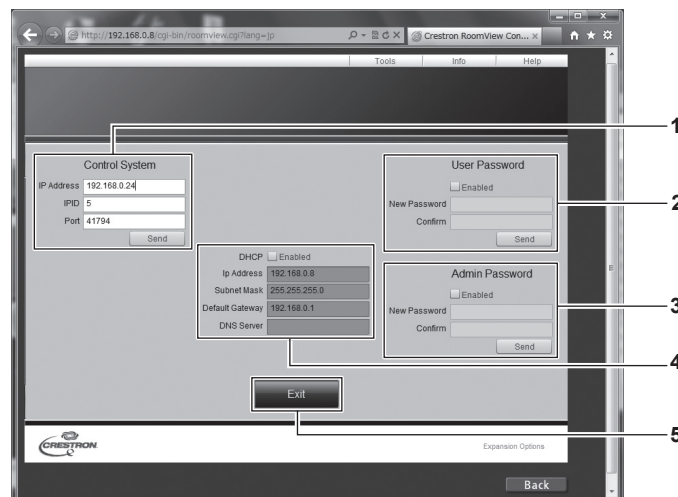 http://192.168.0.8/cgi-bin/roomview.cgi?lang=jp
Crestron RoomView Con...
Tools Info Help
1
Control System
IP Address 192.168.0.24
IPID 5
Port 41794
Send
User Password
Enabled
New Password
Confirm
Send
2
DHCP Enabled
Ip Address 192.168.0.8
Subnet Mask 255.255.255.0
Default Gateway 192.168.0.1
DNS Server
Admin Password
Enabled
New Password
Confirm
Send
3
4
Exit
5
CRESTRON
Expansion Options
Back